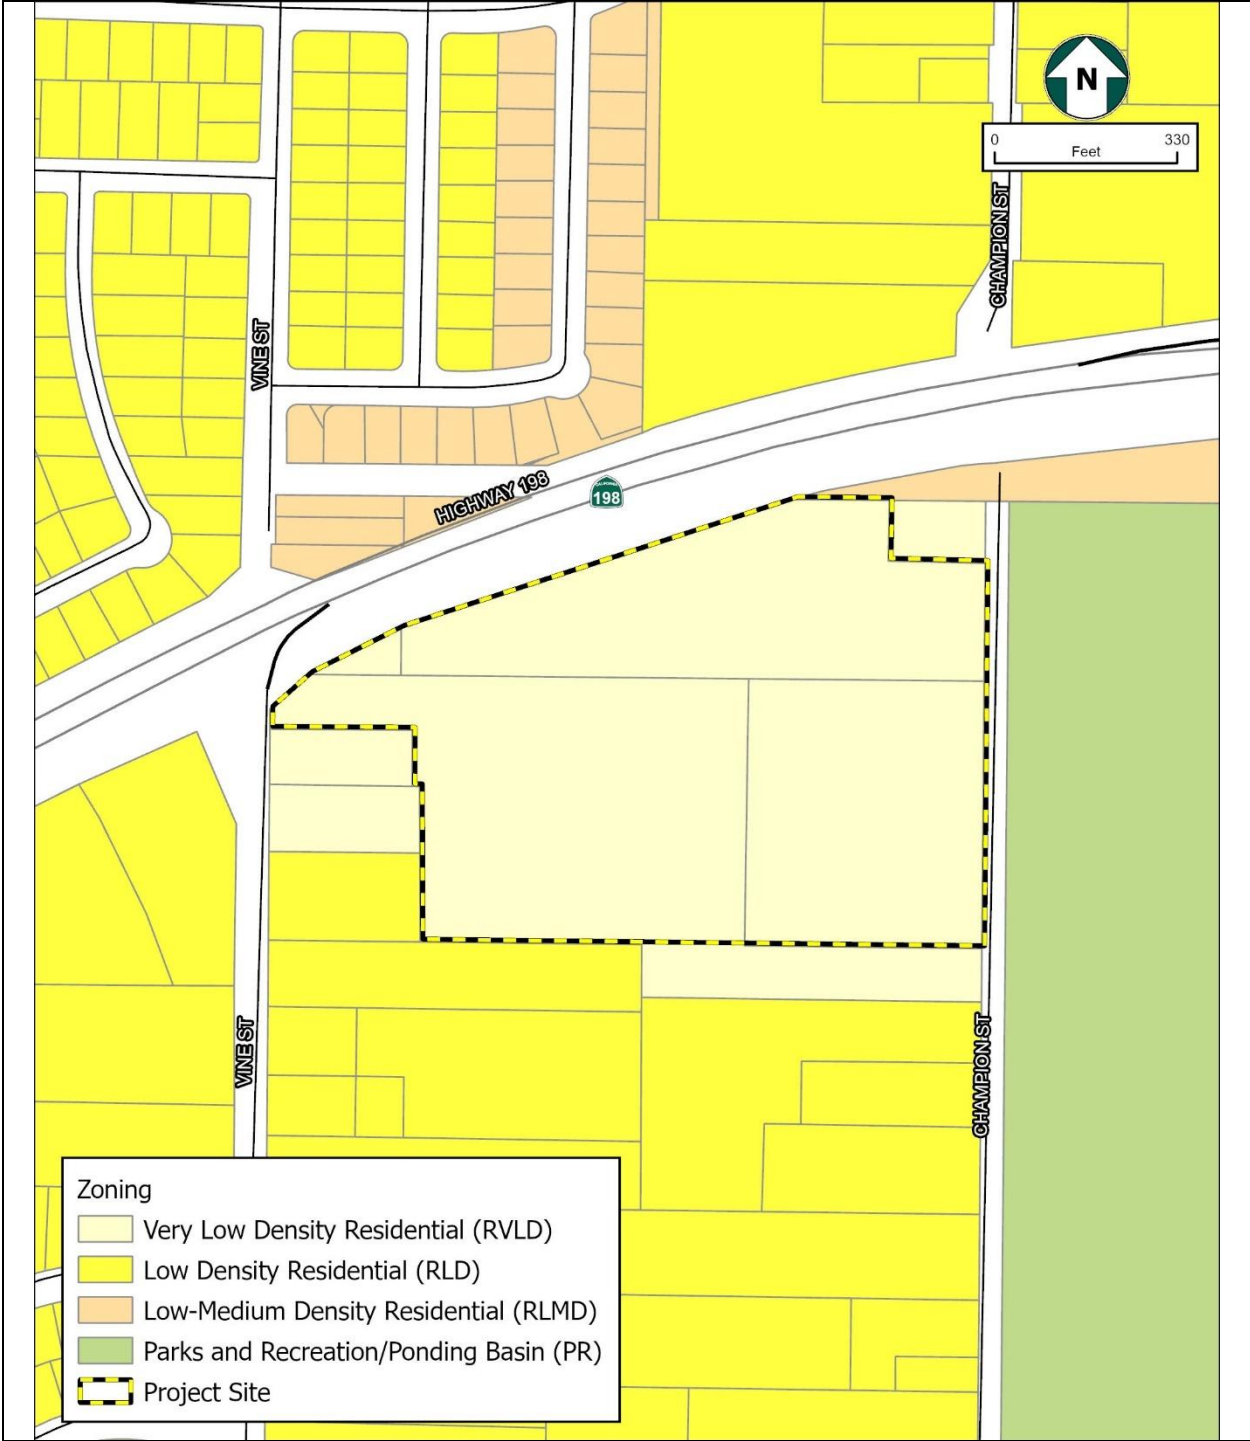 N
0 330
Feet
CHAMPION ST
VINE ST
HIGHWAY 198
CALIFORNIA
198
VINE ST
CHAMPION ST
Zoning
Very Low Density Residential (RVLD)
Low Density Residential (RLD)
Low-Medium Density Residential (RLMD)
Parks and Recreation/Ponding Basin (PR)
Project Site